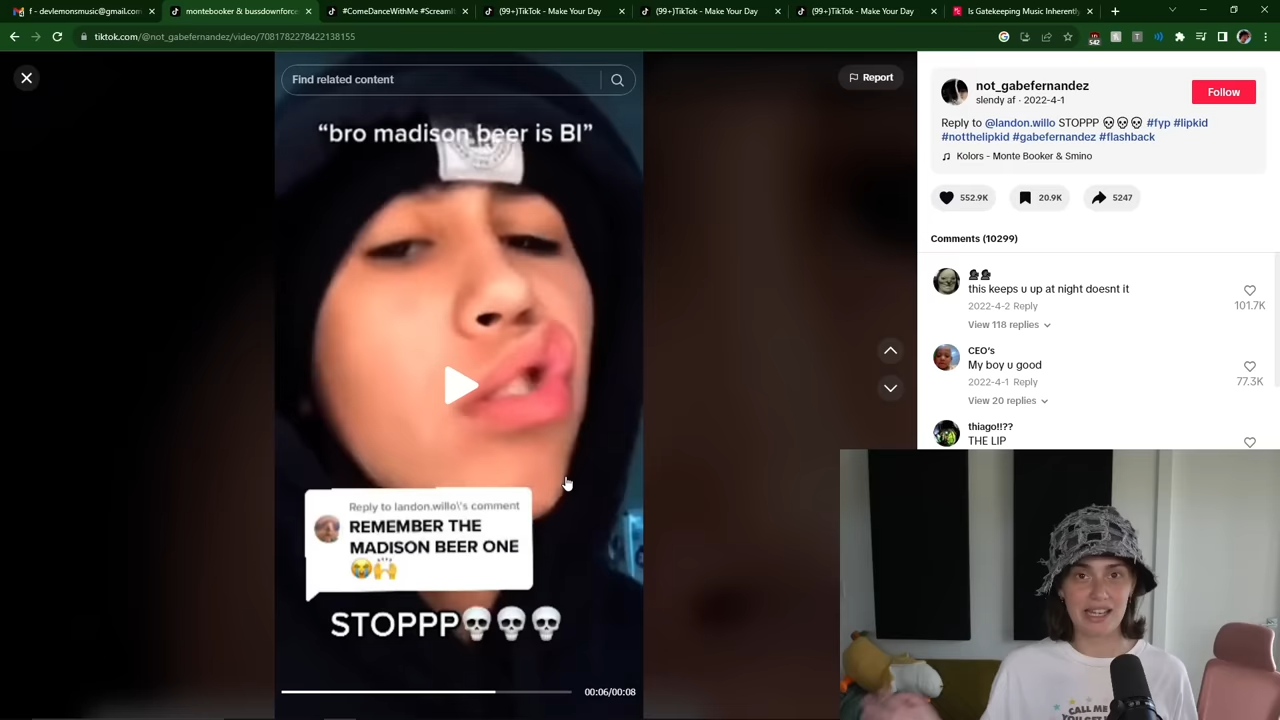 f - devlemonsmusic@gmail.com
montebooker & bussdownforce
#ComeDanceWithMe #ScreamI
(99+)TikTok - Make Your Day
(99+)TikTok - Make Your Day
(99+)TikTok - Make Your Day
Is Gatekeeping Music Inherentl
tiktok.com/@not_gabefernandez/video/7081782278422138155
542
Find related content
Report
“bro madison beer is BI”
Reply to landon.willo\'s comment
REMEMBER THE
MADISON BEER ONE
😭🙌
STOPPP💀💀💀
00:06/00:08
not_gabefernandez
slendy af · 2022-4-1
Follow
Reply to @landon.willo STOPPP 💀💀💀 #fyp #lipkid
#notthelipkid #gabefernandez #flashback
Kolors - Monte Booker & Smino
552.9K
20.9K
5247
Comments (10299)
this keeps u up at night doesnt it
2022-4-2 Reply
101.7K
View 118 replies
CEO's
My boy u good
2022-4-1 Reply
77.3K
View 20 replies
thiago!!??
THE LIP
CALL ME